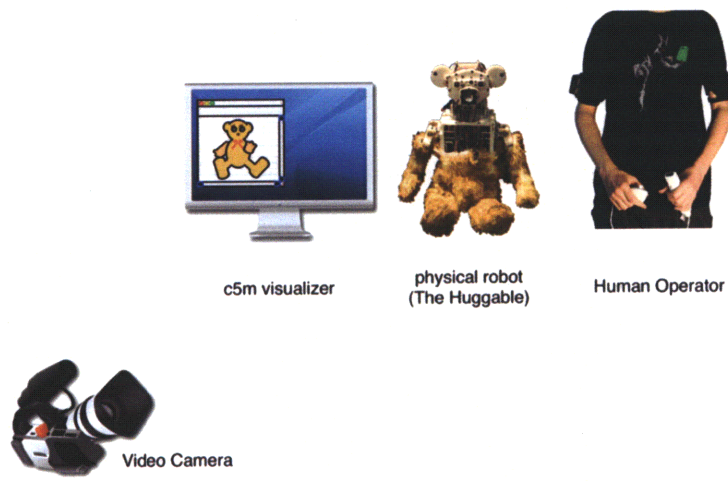 c5m visualizer
physical robot
(The Huggable)
Human Operator
Video Camera